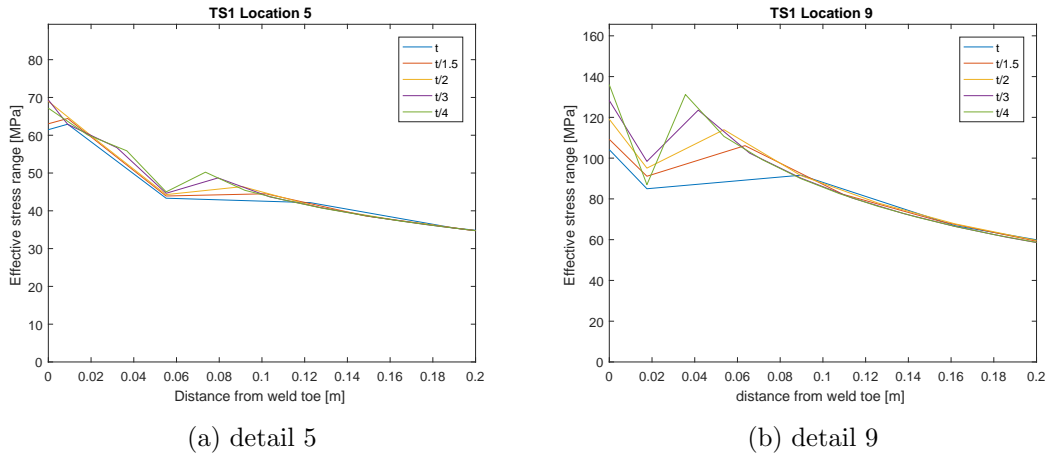 TS1 Location 5
Effective stress range [MPa]
80
70
60
50
40
30
20
10
0
0 0.02 0.04 0.06 0.08 0.1 0.12 0.14 0.16 0.18 0.2
Distance from weld toe [m]
t
t/1.5
t/2
t/3
t/4
(a) detail 5
TS1 Location 9
Effective stress range [MPa]
160
140
120
100
80
60
40
20
0
0 0.02 0.04 0.06 0.08 0.1 0.12 0.14 0.16 0.18 0.2
distance from weld toe [m]
t
t/1.5
t/2
t/3
t/4
(b) detail 9